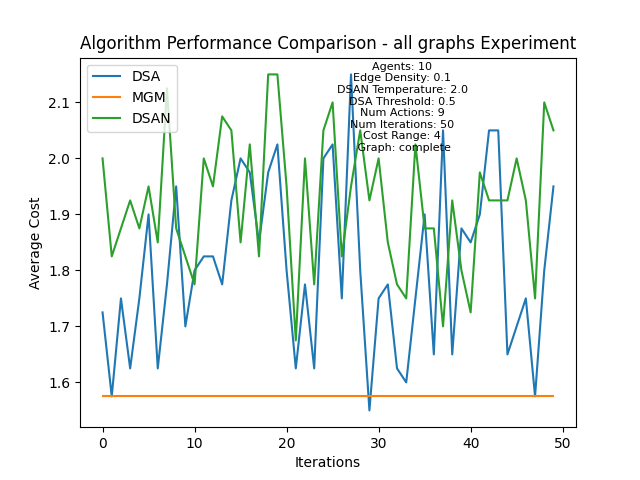 Algorithm Performance Comparison - all graphs Experiment
DSA
MGM
DSAN
Agents: 10
Edge Density: 0.1
DSAN Temperature: 2.0
DSA Threshold: 0.5
Num Actions: 9
Num Iterations: 50
Cost Range: 4
Graph: complete
Average Cost
2.1
2.0
1.9
1.8
1.7
1.6
0 10 20 30 40 50
Iterations